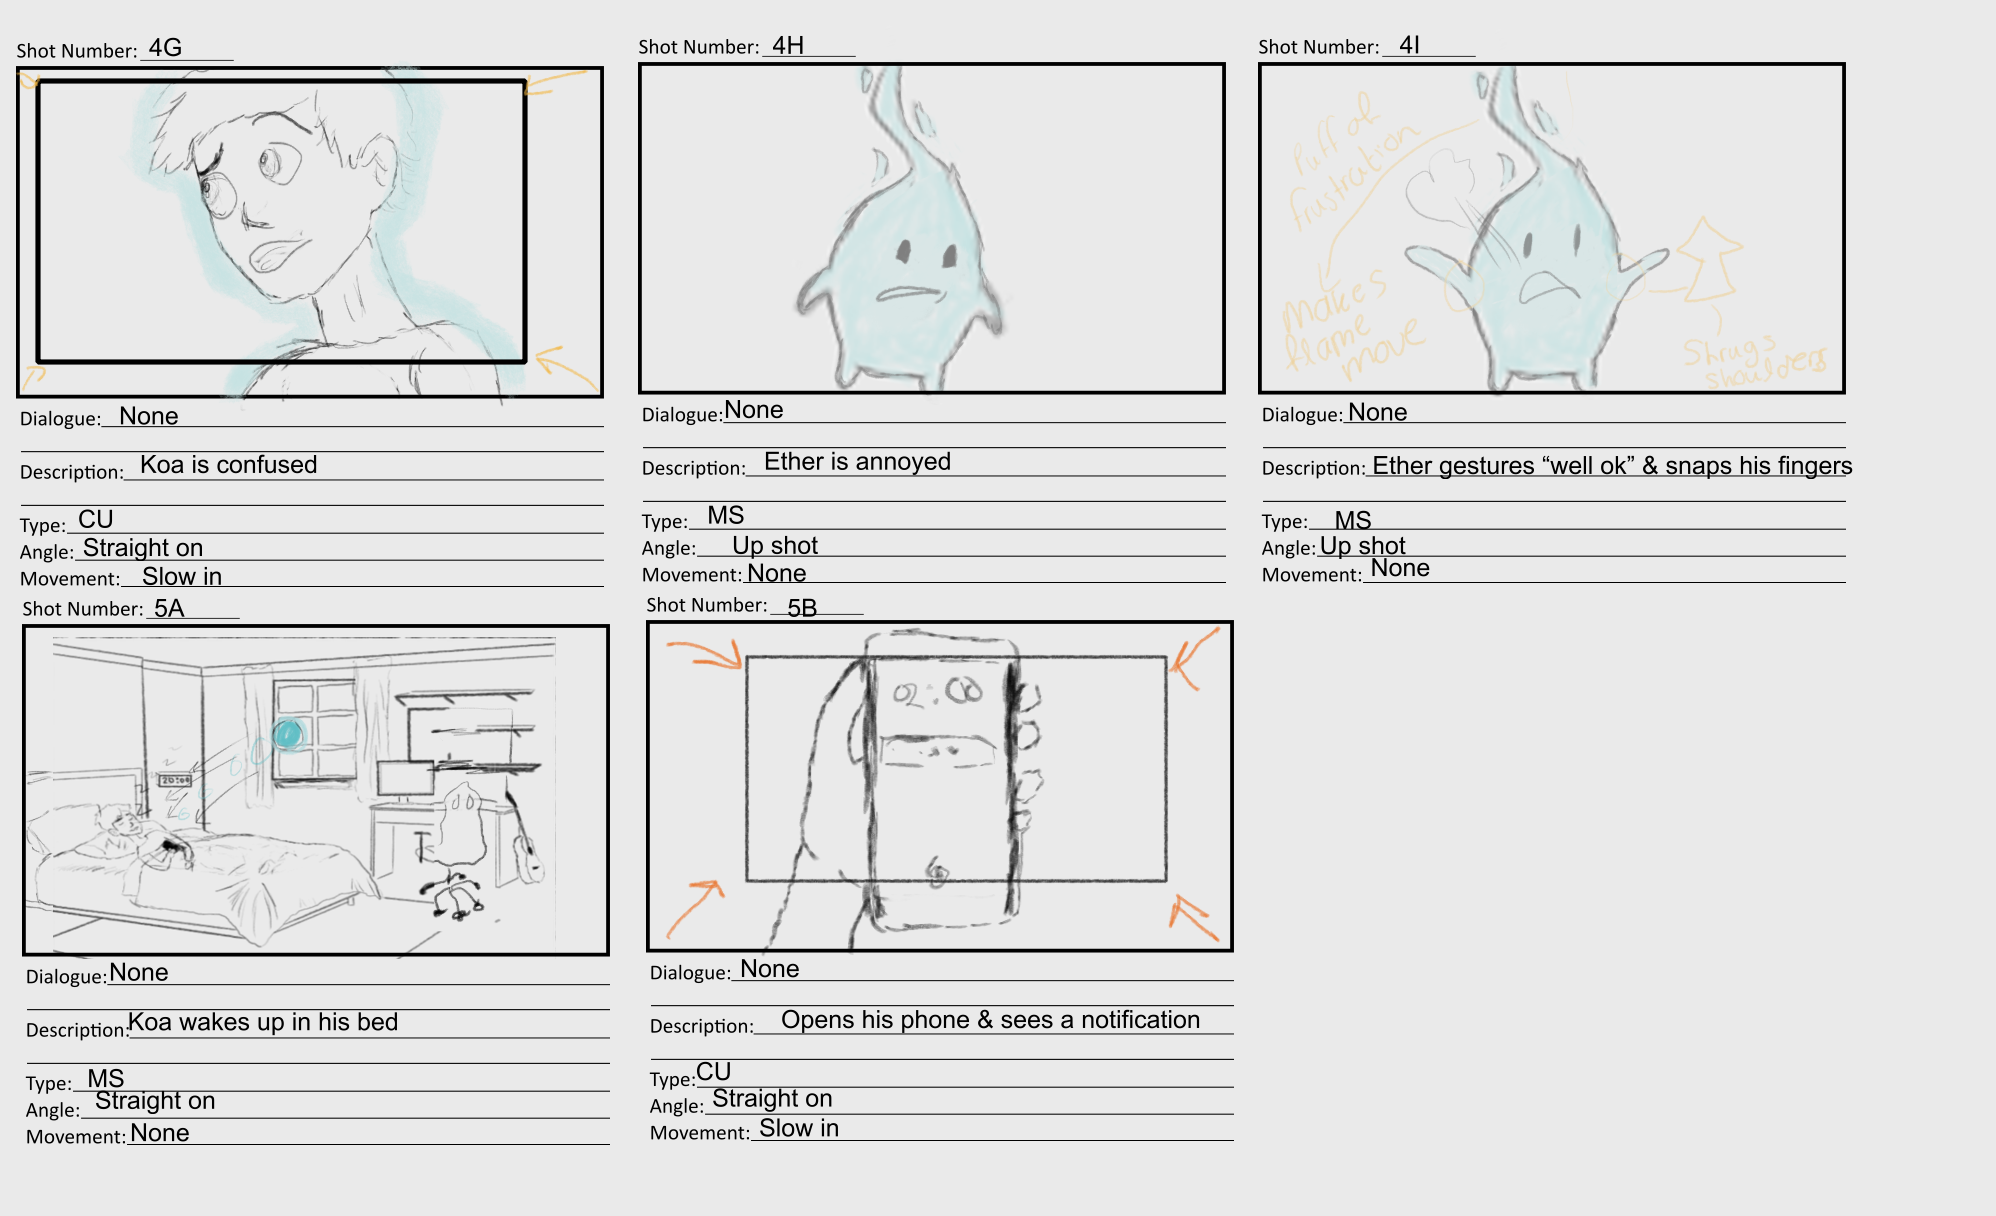 Shot Number: 4G
Dialogue: None
Description: Koa is confused
Type: CU
Angle: Straight on
Movement: Slow in
Shot Number: 4H
Dialogue: None
Description: Ether is annoyed
Type: MS
Angle: Up shot
Movement: None
Shot Number: 4I
Puff of
frustration
Makes
flame
move
Shrugs
shoulders
Dialogue: None
Description: Ether gestures “well ok” & snaps his fingers
Type: MS
Angle: Up shot
Movement: None
Shot Number: 5A
20:00
Dialogue: None
Description: Koa wakes up in his bed
Type: MS
Angle: Straight on
Movement: None
Shot Number: 5B
02:00
Dialogue: None
Description: Opens his phone & sees a notification
Type: CU
Angle: Straight on
Movement: Slow in